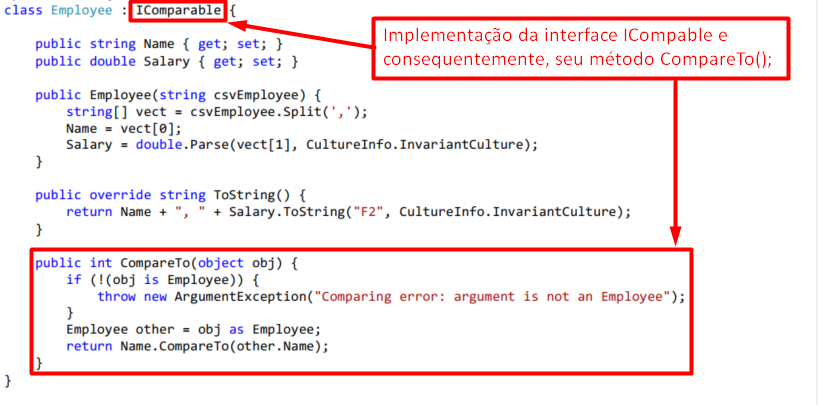 class Employee : IComparable {
Implementação da interface ICompable e
consequentemente, seu método CompareTo();
public string Name { get; set; }
public double Salary { get; set; }
public Employee(string csvEmployee) {
string[] vect = csvEmployee.Split(',');
Name = vect[0];
Salary = double.Parse(vect[1], CultureInfo.InvariantCulture);
}
public override string ToString() {
return Name + ", " + Salary.ToString("F2", CultureInfo.InvariantCulture);
}
public int CompareTo(object obj) {
if (!(obj is Employee)) {
throw new ArgumentException("Comparing error: argument is not an Employee");
}
Employee other = obj as Employee;
return Name.CompareTo(other.Name);
}
}